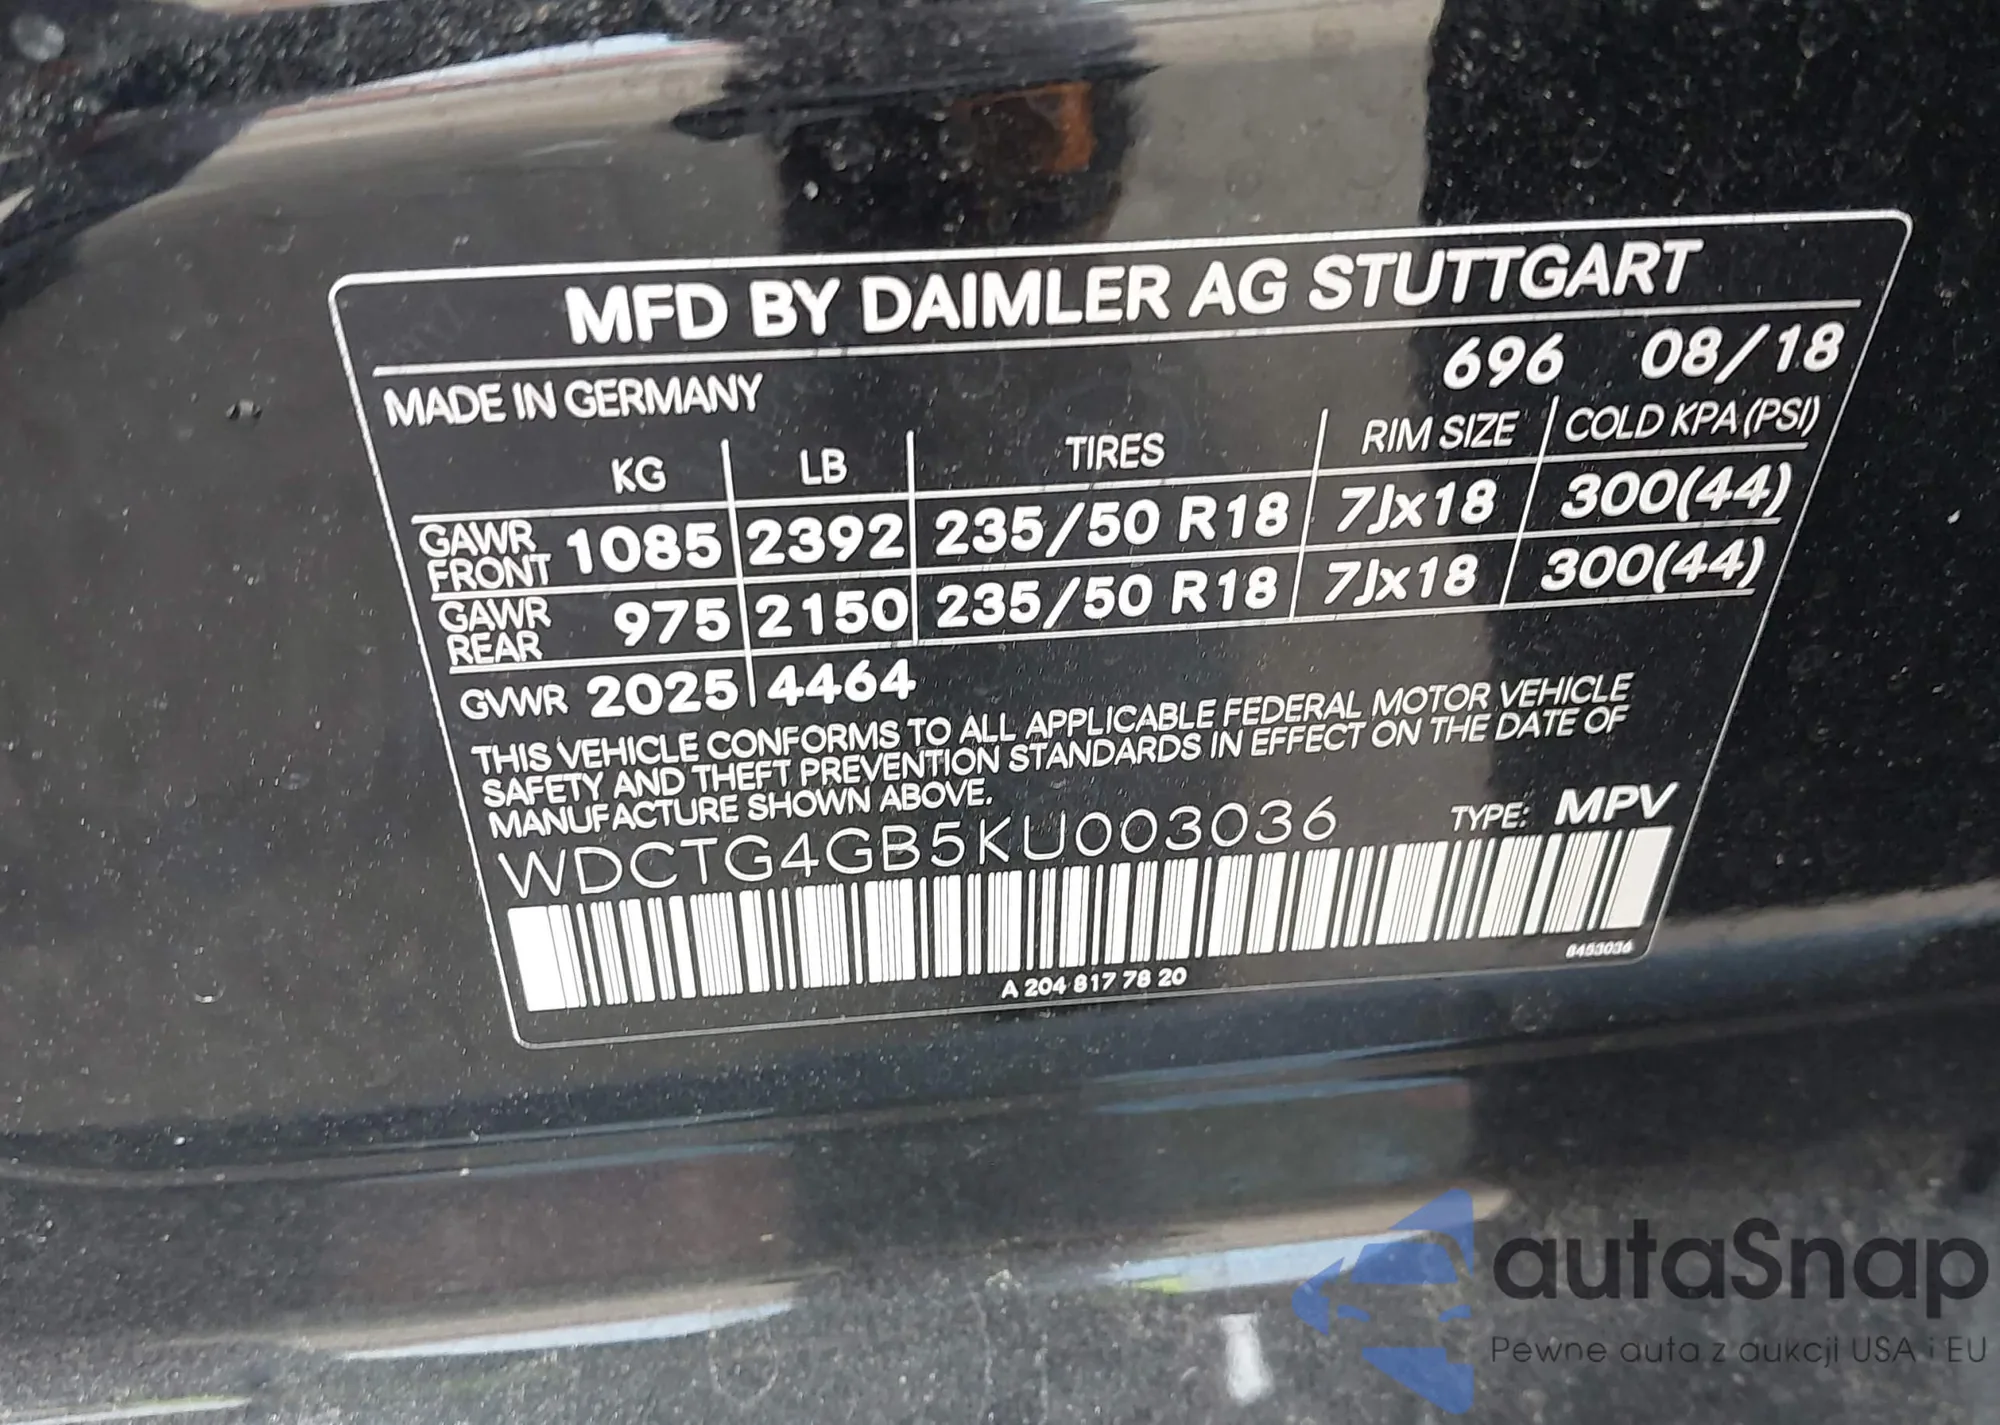 MFD BY DAIMLER AG STUTTGART
MADE IN GERMANY 696 08/18
KG LB TIRES RIM SIZE COLD KPA (PSI)
GAWR FRONT 1085 2392 235/50 R18 7Jx18 300(44)
GAWR REAR 975 2150 235/50 R18 7Jx18 300(44)
GVWR 2025 4464
THIS VEHICLE CONFORMS TO ALL APPLICABLE FEDERAL MOTOR VEHICLE
SAFETY AND THEFT PREVENTION STANDARDS IN EFFECT ON THE DATE OF
MANUFACTURE SHOWN ABOVE.
WDCTG4GB5KU003036 TYPE: MPV
A 204 817 78 20
autaSnap
Pewne auta z aukcji USA i EU